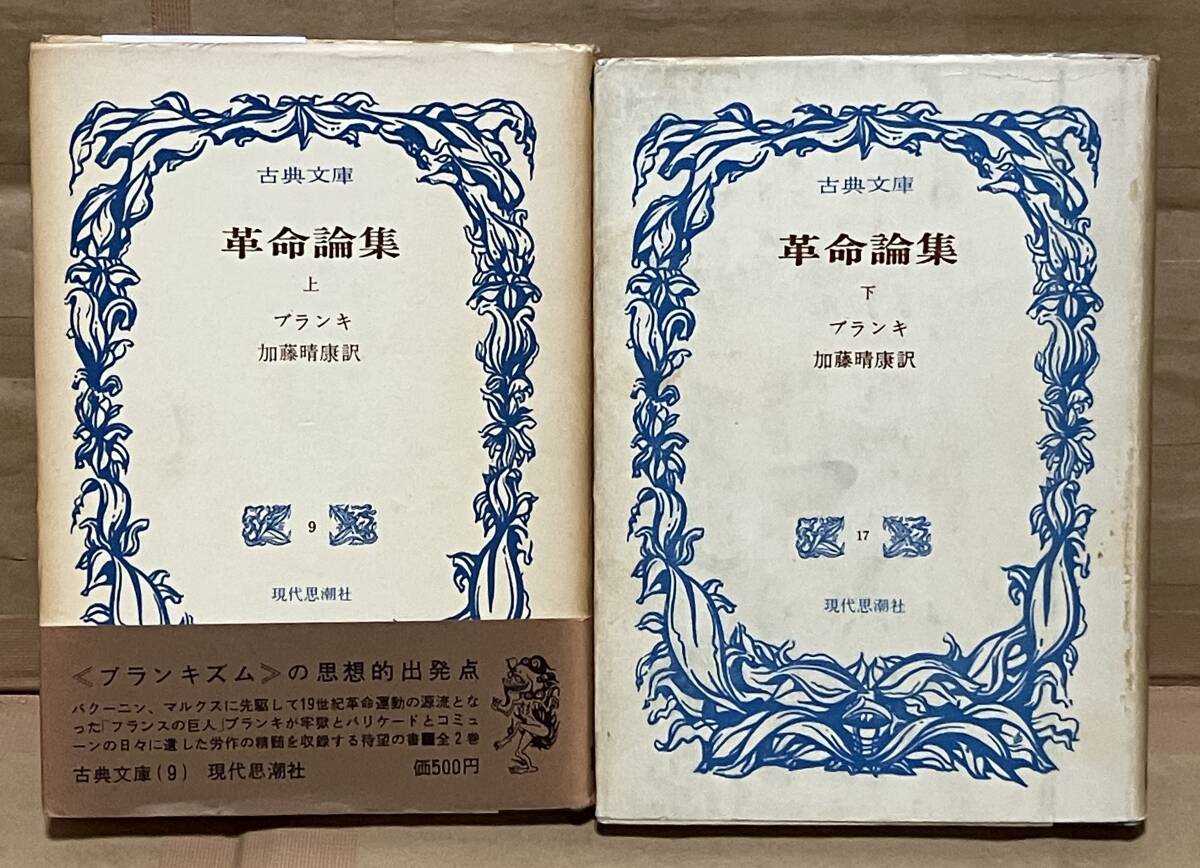 古典文庫
革命論集
上
ブランキ
加藤晴康訳
9
現代思潮社
≪ブランキズム≫の思想的出発点
バクーニン、マルクスに先駆して19世紀革命運動の源流とな
った「フランスの巨人」ブランキが牢獄とバリケードとコミュ
ーンの日々に遺した労作の精髄を収録する待望の書■全2巻
古典文庫(9) 現代思潮社 価500円
古典文庫
革命論集
下
ブランキ
加藤晴康訳
17
現代思潮社